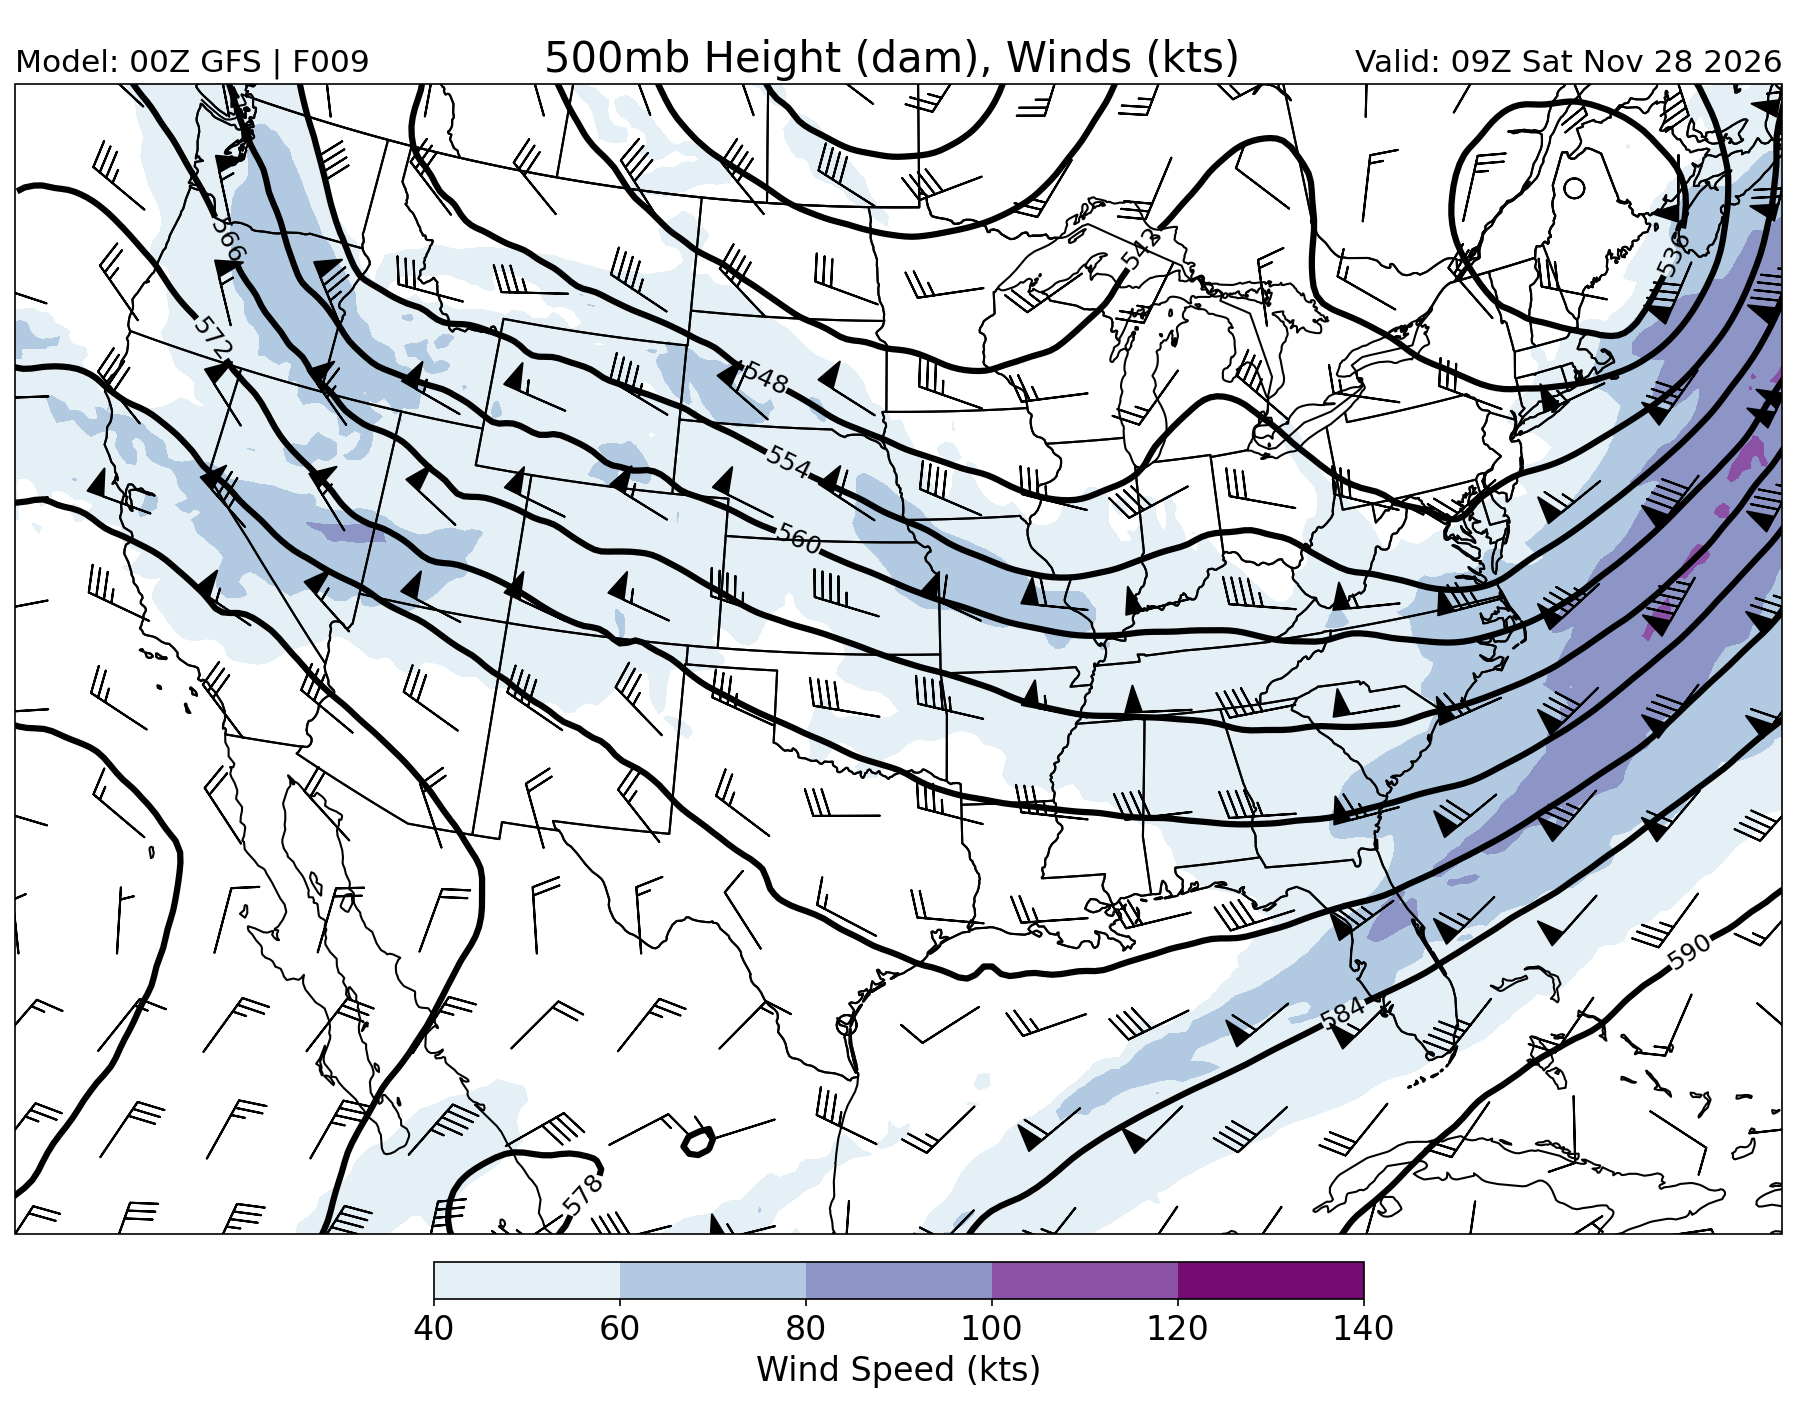 Model: 00Z GFS | F009
500mb Height (dam), Winds (kts)
Valid: 09Z Sat Nov 28 2026
566
542
536
572
548
554
560
590
584
578
40 60 80 100 120 140
Wind Speed (kts)